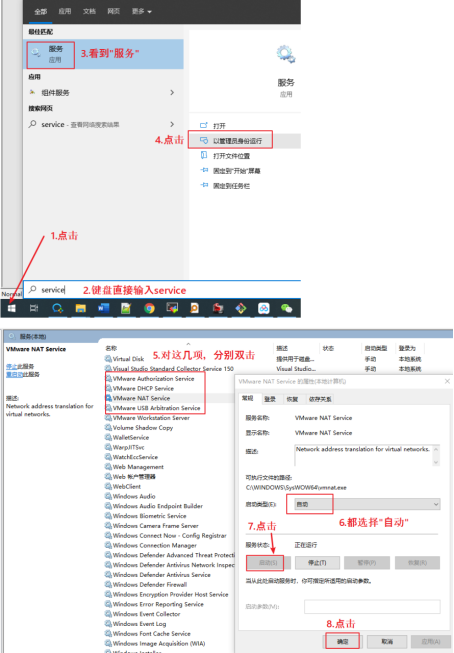 全部 应用 文档 网页 更多
最佳匹配
服务
应用
3.看到"服务"
应用
组件服务
搜索网页
service - 查看网络搜索结果
服务
应用
打开
4.点击
以管理员身份运行
打开文件位置
固定到"开始"屏幕
固定到任务栏
1.点击
Normal
service
2.键盘直接输入service
服务(本地)
VMware NAT Service
停止此服务
重启动此服务
描述:
Network address translation for
virtual networks.
名称 描述 状态 启动类型 登录为
5.对这几项，分别双击
Virtual Disk 提供用于磁盘... 手动 本地系统
Visual Studio Standard Collector Service 150 Visual Studio... 手动 本地系统
VMware Authorization Service
VMware DHCP Service
VMware NAT Service
VMware USB Arbitration Service
VMware Workstation Server
Volume Shadow Copy
WalletService
WarpJITSvc
WatchEccService
Web Management
Web 帐户管理器
WebClient
Windows Audio
Windows Audio Endpoint Builder
Windows Biometric Service
Windows Camera Frame Server
Windows Connect Now - Config Registrar
Windows Connection Manager
Windows Defender Advanced Threat Protecti
Windows Defender Antivirus Network Inspec
Windows Defender Antivirus Service
Windows Defender Firewall
Windows Encryption Provider Host Service
Windows Error Reporting Service
Windows Event Collector
Windows Event Log
Windows Font Cache Service
Windows Image Acquisition (WIA)
VMware NAT Service 的属性(本地计算机)
常规 登录 恢复 依存关系
服务名称: VMware NAT Service
显示名称: VMware NAT Service
描述: Network address translation for virtual networks.
可执行文件的路径:
C:\WINDOWS\SysWOW64\vmnat.exe
启动类型(E): 自动
7.点击
6.都选择"自动"
服务状态: 正在运行
启动(S) 停止(T) 暂停(P) 恢复(R)
当从此处启动服务时，你可指定所适用的启动参数。
启动参数(M):
8.点击
确定 取消 应用(A)